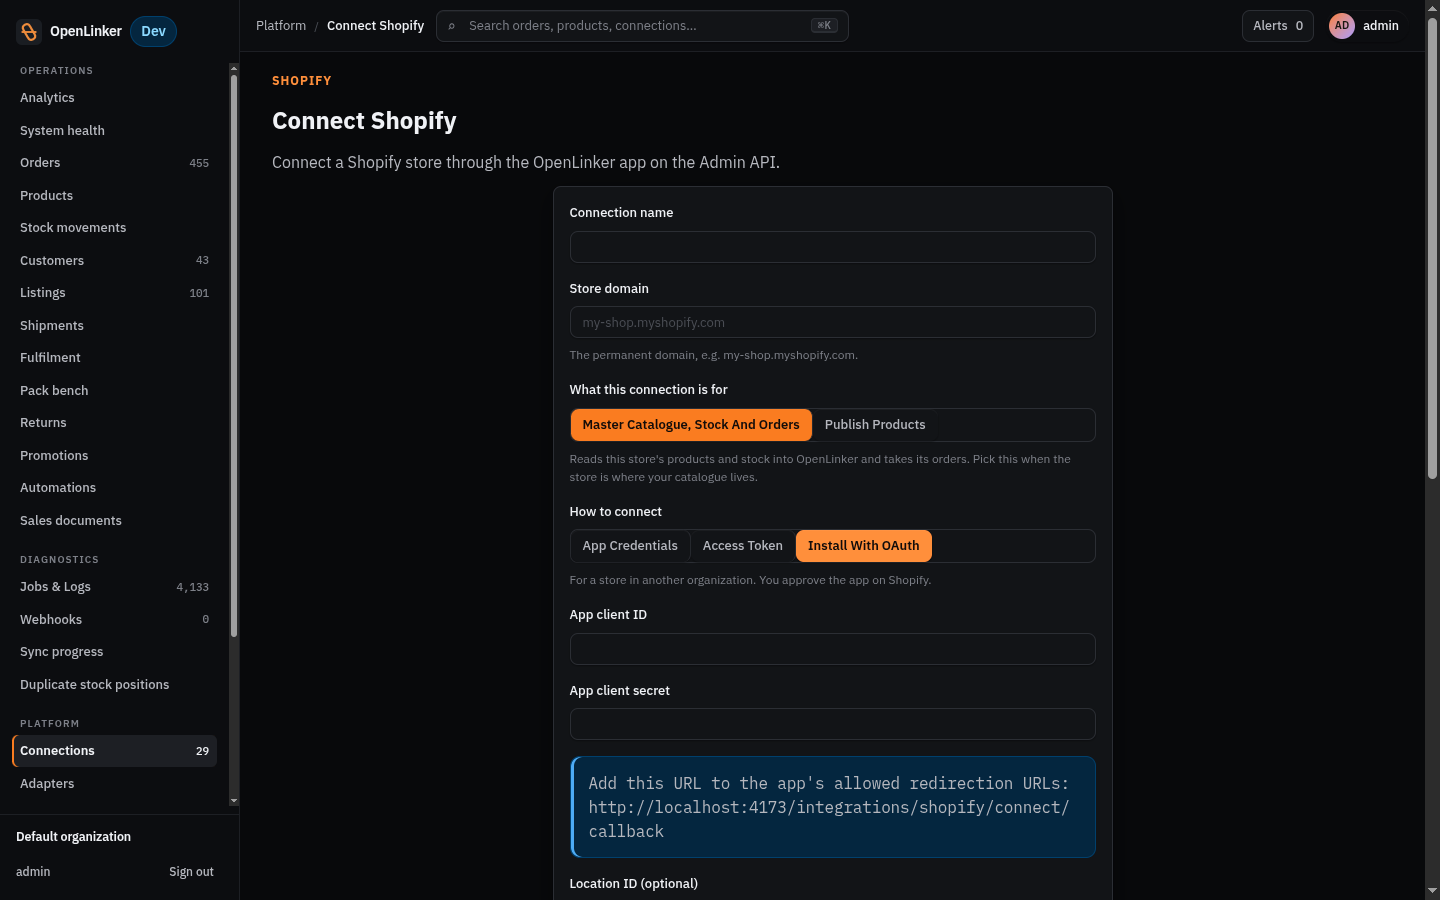 OpenLinker Dev
Platform / Connect Shopify
Search orders, products, connections... ⌘K
Alerts 0
AD admin
OPERATIONS
Analytics
System health
Orders 455
Products
Stock movements
Customers 43
Listings 101
Shipments
Fulfilment
Pack bench
Returns
Promotions
Automations
Sales documents
DIAGNOSTICS
Jobs & Logs 4,133
Webhooks 0
Sync progress
Duplicate stock positions
PLATFORM
Connections 29
Adapters
Default organization
admin Sign out
SHOPIFY
Connect Shopify
Connect a Shopify store through the OpenLinker app on the Admin API.
Connection name
Store domain
my-shop.myshopify.com
The permanent domain, e.g. my-shop.myshopify.com.
What this connection is for
Master Catalogue, Stock And Orders Publish Products
Reads this store's products and stock into OpenLinker and takes its orders. Pick this when the
store is where your catalogue lives.
How to connect
App Credentials Access Token Install With OAuth
For a store in another organization. You approve the app on Shopify.
App client ID
App client secret
Add this URL to the app's allowed redirection URLs:
http://localhost:4173/integrations/shopify/connect/
callback
Location ID (optional)